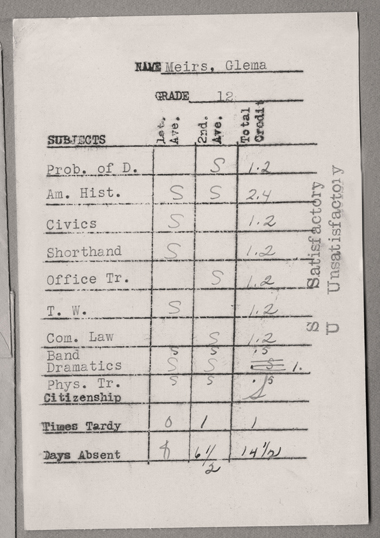 NAME Meirs, Glema
GRADE 12
SUBJECTS 1st. Ave. 2nd. Ave. Total Credit
Prob. of D. S 1.2
Am. Hist. S S 2.4
Civics S 1.2
Shorthand S 1.2
Office Tr. S 1.2
T. W. S 1.2
Com. Law S 1.2
Band S S .5
Dramatics S S 1.
Phys. Tr. S S .5
Citizenship S
Times Tardy 0 1 1
Days Absent 8 6 1/2 14 1/2
S Satisfactory
U Unsatisfactoly